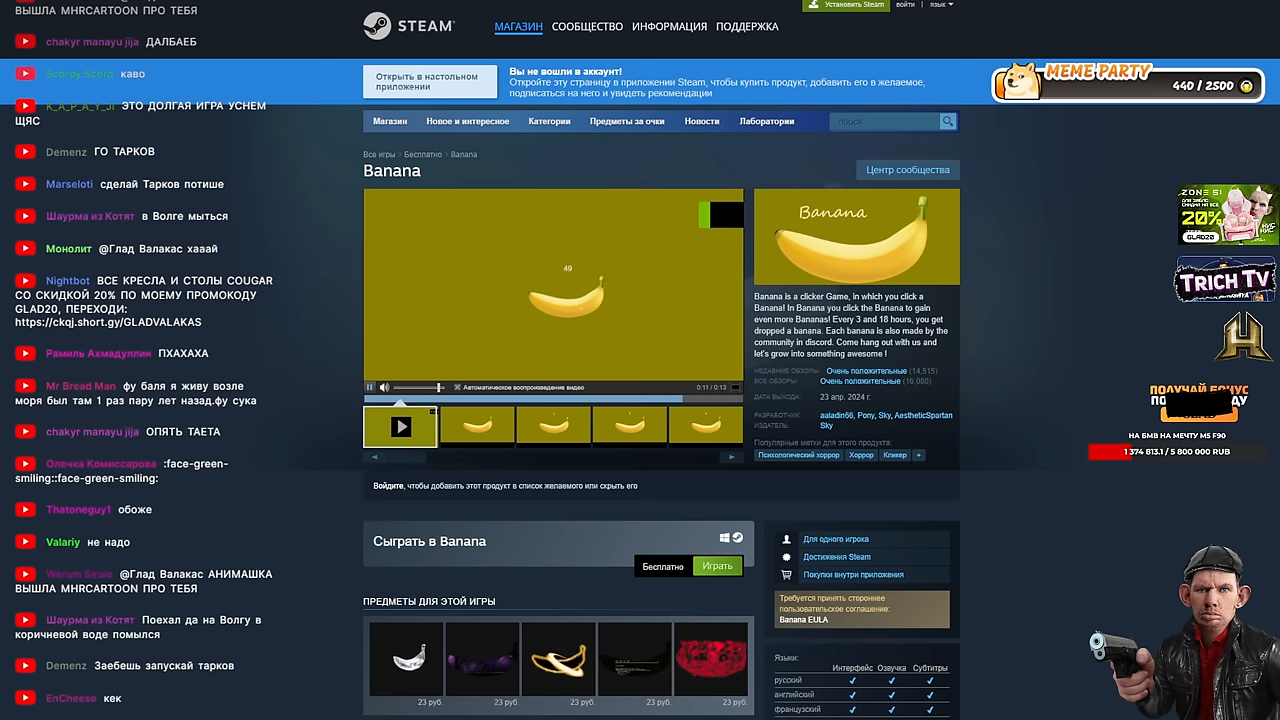 ВЫШЛА MHRCARTOON ПРО ТЕБЯ
chakyr manayu jija ДАЛБАЕБ
Scorpy Scorp каво
K_A_P_A_Y_JI ЭТО ДОЛГАЯ ИГРА УСНЕМ
ЩЯС
Demenz ГО ТАРКОВ
Marseloti сделай Тарков потише
Шаурма из Котят в Волге мыться
Монолит @Глад Валакас хааай
Nightbot ВСЕ КРЕСЛА И СТОЛЫ COUGAR
СО СКИДКОЙ 20% ПО МОЕМУ ПРОМОКОДУ
GLAD20, ПЕРЕХОДИ:
https://ckqj.short.gy/GLADVALAKAS
Рамиль Ахмадуллин ПХАХАХА
Mr Bread Man фу баля я живу возле
моря был там 1 раз пару лет назад.фу сука
chakyr manayu jija ОПЯТЬ ТАЕТА
Олечка Комиссарова :face-green-
smiling::face-green-smiling:
Thatoneguy1 обоже
Valariy не надо
@Глад Валакас АНИМАШКА
ВЫШЛА MHRCARTOON ПРО ТЕБЯ
Шаурма из Котят Поехал да на Волгу в
коричневой воде помылся
Demenz Заебешь запускай тарков
EnCheese кек
Установить Steam войти | язык
STEAM
МАГАЗИН СООБЩЕСТВО ИНФОРМАЦИЯ ПОДДЕРЖКА
Открыть в настольном
приложении
Вы не вошли в аккаунт!
Откройте эту страницу в приложении Steam, чтобы купить продукт, добавить его в желаемое,
подписаться на него и увидеть рекомендации
Магазин Новое и интересное Категории Предметы за очки Новости Лаборатории поиск
Все игры > Бесплатно > Banana
Banana
Центр сообщества
49
Автоматическое воспроизведение видео 0:11 / 0:13
Banana
Banana is a clicker Game, in which you click a
Banana! In Banana you click the Banana to gain
even more Bananas! Every 3 and 18 hours, you get
dropped a banana. Each banana is also made by the
community in discord. Come hang out with us and
let's grow into something awesome !
НЕДАВНИЕ ОБЗОРЫ: Очень положительные (14,515)
ВСЕ ОБЗОРЫ: Очень положительные (16,080)
ДАТА ВЫХОДА: 23 апр. 2024 г.
РАЗРАБОТЧИК: aaladin66, Pony, Sky, AestheticSpartan
ИЗДАТЕЛЬ: Sky
Популярные метки для этого продукта:
Психологический хоррор Хоррор Кликер +
Войдите, чтобы добавить этот продукт в список желаемого или скрыть его
Сыграть в Banana
Бесплатно Играть
ПРЕДМЕТЫ ДЛЯ ЭТОЙ ИГРЫ
23 руб. 23 руб. 23 руб. 23 руб. 23 руб.
Для одного игрока
Достижения Steam
Покупки внутри приложения
Требуется принять стороннее
пользовательское соглашение:
Banana EULA
Языки:
Интерфейс Озвучка Субтитры
русский ✔ ✔ ✔
английский ✔ ✔ ✔
французский ✔ ✔ ✔
MEME PARTY
440 / 2500
ZONE 51
20%
GLAD20
TRICH TV
ПОЛУЧАЙ БОНУС
НА БМВ НА МЕЧТУ M5 F90
1 374 813.1 / 5 800 000 RUB